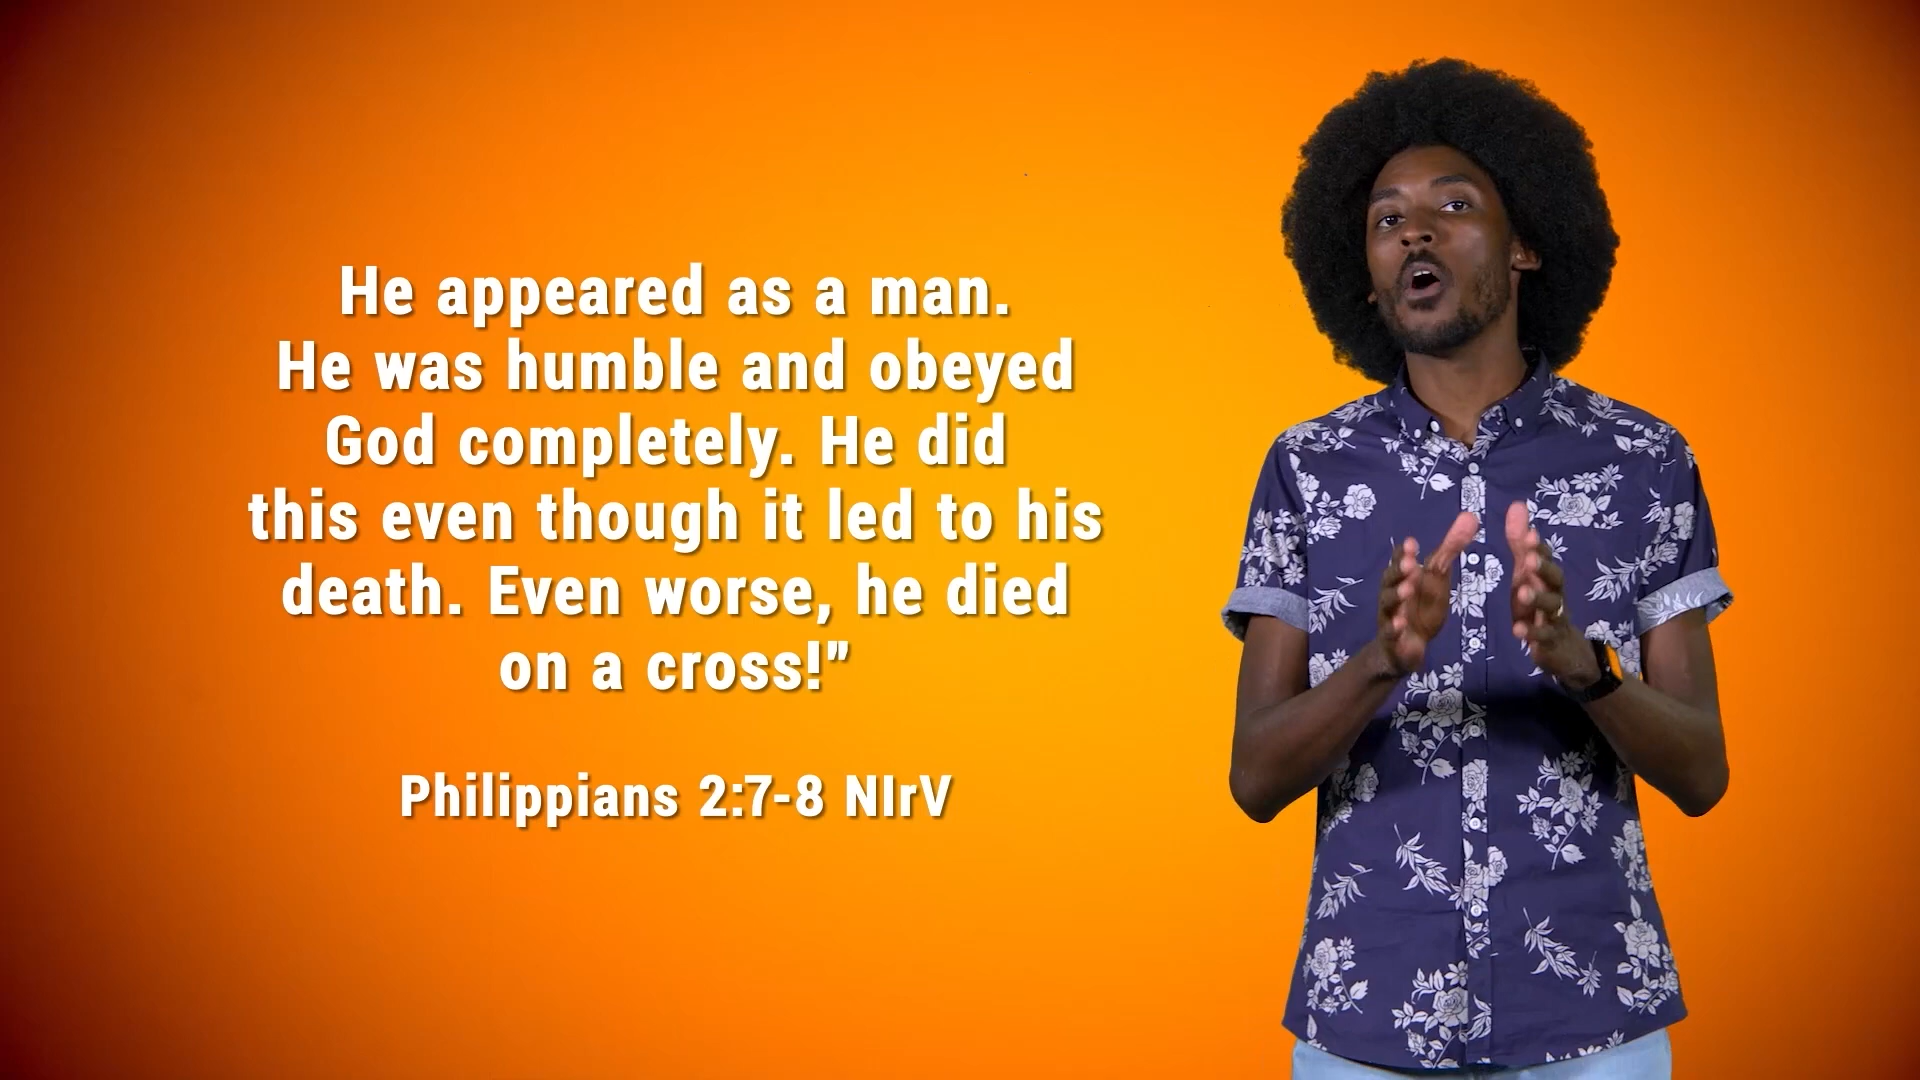 He appeared as a man.
He was humble and obeyed
God completely. He did
this even though it led to his
death. Even worse, he died
on a cross!”
Philippians 2:7-8 NIrV